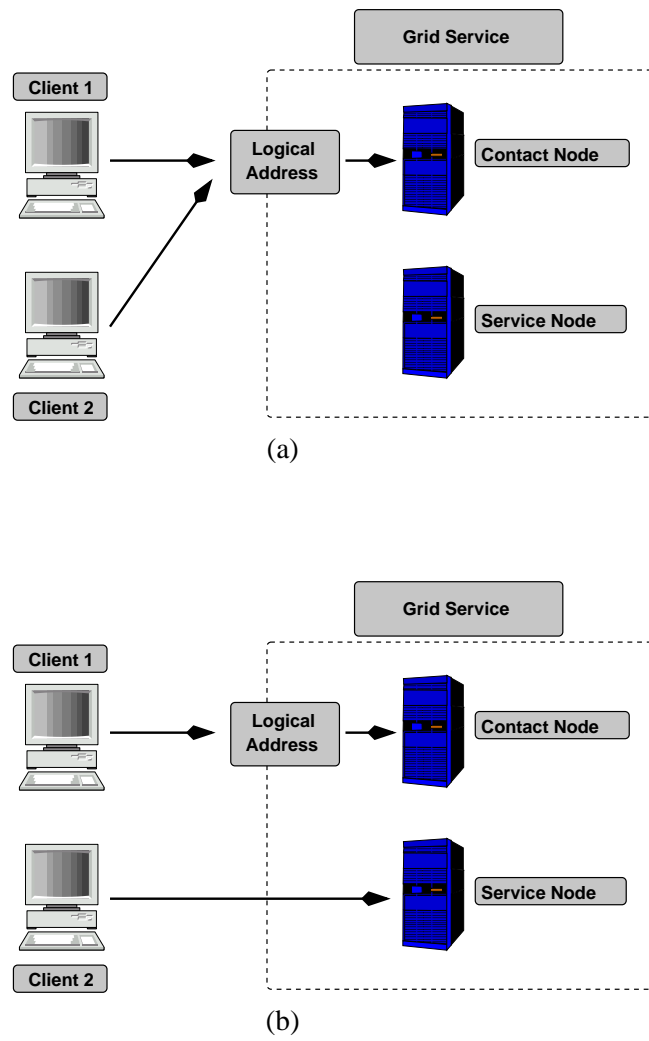 Grid Service
Client 1
Logical
Address
Contact Node
Service Node
Client 2
(a)
Grid Service
Client 1
Logical
Address
Contact Node
Service Node
Client 2
(b)